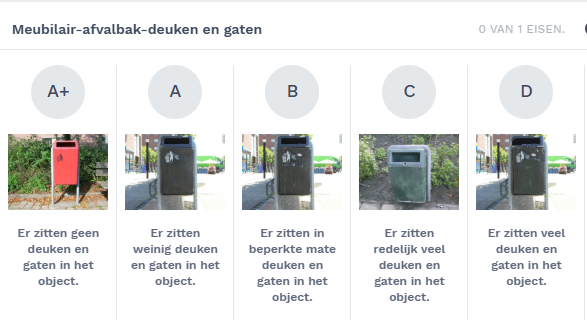 Meubilair-afvalbak-deuken en gaten
0 VAN 1 EISEN.
A+
A
B
C
D
Er zitten geen
deuken en
gaten in het
object.
Er zitten
weinig deuken
en gaten in het
object.
Er zitten in
beperkte mate
deuken en
gaten in het
object.
Er zitten
redelijk veel
deuken en
gaten in het
object.
Er zitten veel
deuken en
gaten in het
object.